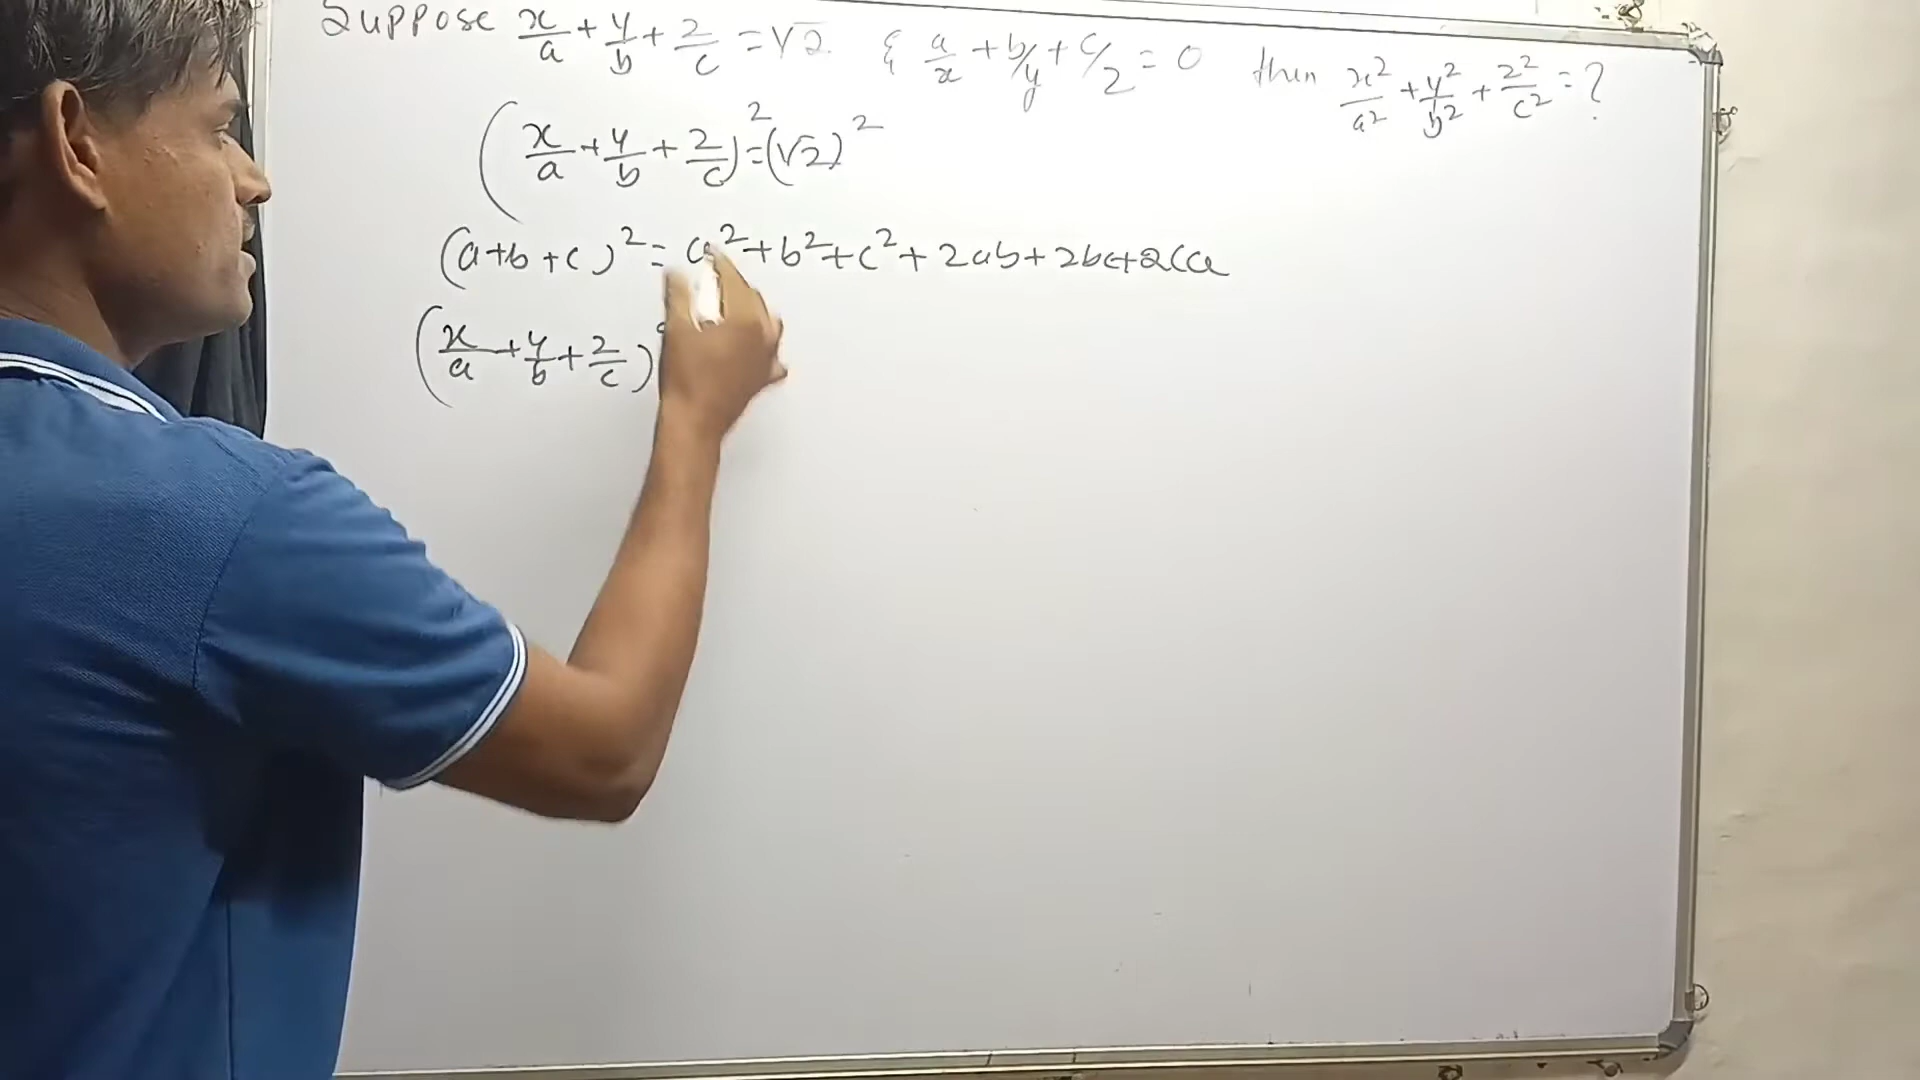 Suppose x/a + y/b + z/c = √2. & a/x + b/y + c/z = 0 then x²/a² + y²/b² + z²/c² = ?
(x/a + y/b + z/c)² = (√2)²
(a+b+c)² = a²+b²+c²+2ab+2bc+2ca
(x/a + y/b + z/c)